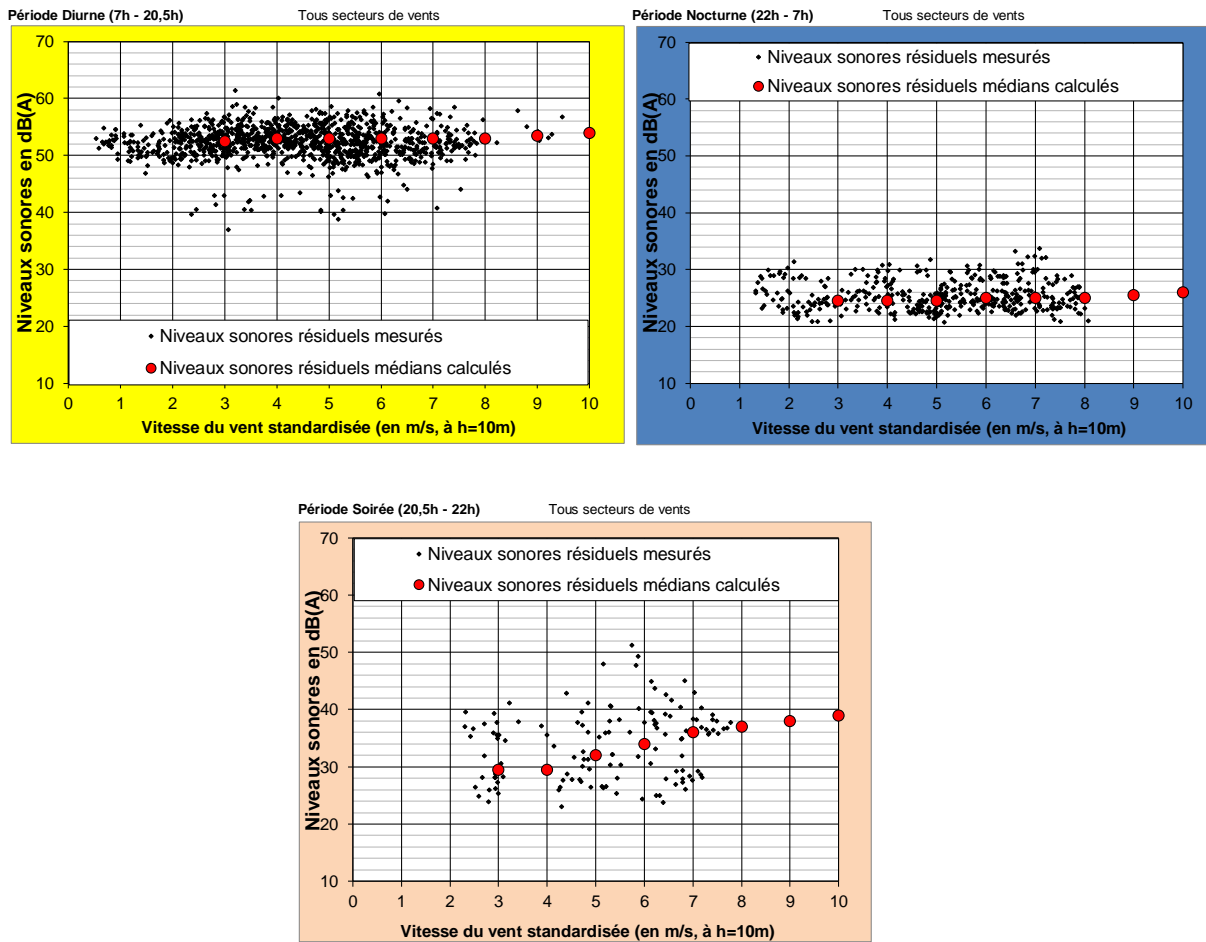 Période Diurne (7h - 20,5h) Tous secteurs de vents
Niveaux sonores en dB(A)
70
60
50
40
30
20
10
Niveaux sonores résiduels mesurés
Niveaux sonores résiduels médians calculés
0 1 2 3 4 5 6 7 8 9 10
Vitesse du vent standardisée (en m/s, à h=10m)
Période Nocturne (22h - 7h) Tous secteurs de vents
Niveaux sonores en dB(A)
Niveaux sonores résiduels mesurés
Niveaux sonores résiduels médians calculés
70
60
50
40
30
20
10
0 1 2 3 4 5 6 7 8 9 10
Vitesse du vent standardisée (en m/s, à h=10m)
Période Soirée (20,5h - 22h) Tous secteurs de vents
Niveaux sonores en dB(A)
Niveaux sonores résiduels mesurés
Niveaux sonores résiduels médians calculés
70
60
50
40
30
20
10
0 1 2 3 4 5 6 7 8 9 10
Vitesse du vent standardisée (en m/s, à h=10m)